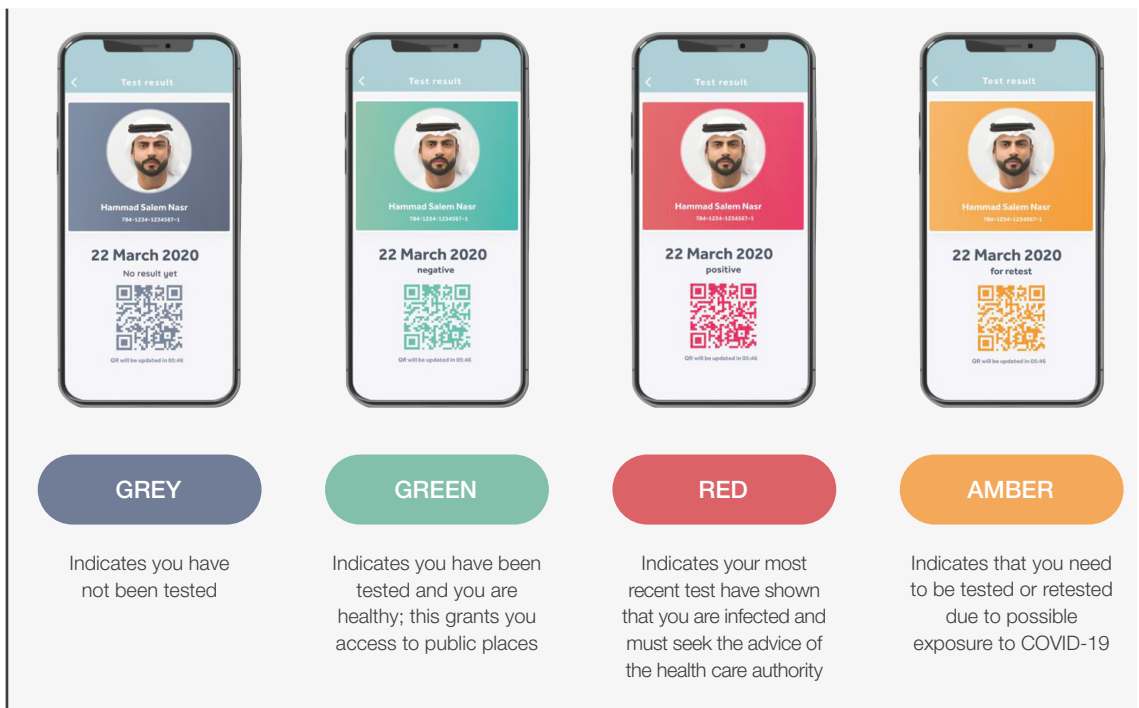 Test result
Hammad Salem Nasr
784-1234-1234567-1
22 March 2020
No result yet
QR will be updated in 05:46
GREY
Indicates you have
not been tested
Test result
Hammad Salem Nasr
784-1234-1234567-1
22 March 2020
negative
QR will be updated in 05:46
GREEN
Indicates you have been
tested and you are
healthy; this grants you
access to public places
Test result
Hammad Salem Nasr
784-1234-1234567-1
22 March 2020
positive
QR will be updated in 05:46
RED
Indicates your most
recent test have shown
that you are infected and
must seek the advice of
the health care authority
Test result
Hammad Salem Nasr
784-1234-1234567-1
22 March 2020
for retest
QR will be updated in 05:46
AMBER
Indicates that you need
to be tested or retested
due to possible
exposure to COVID-19